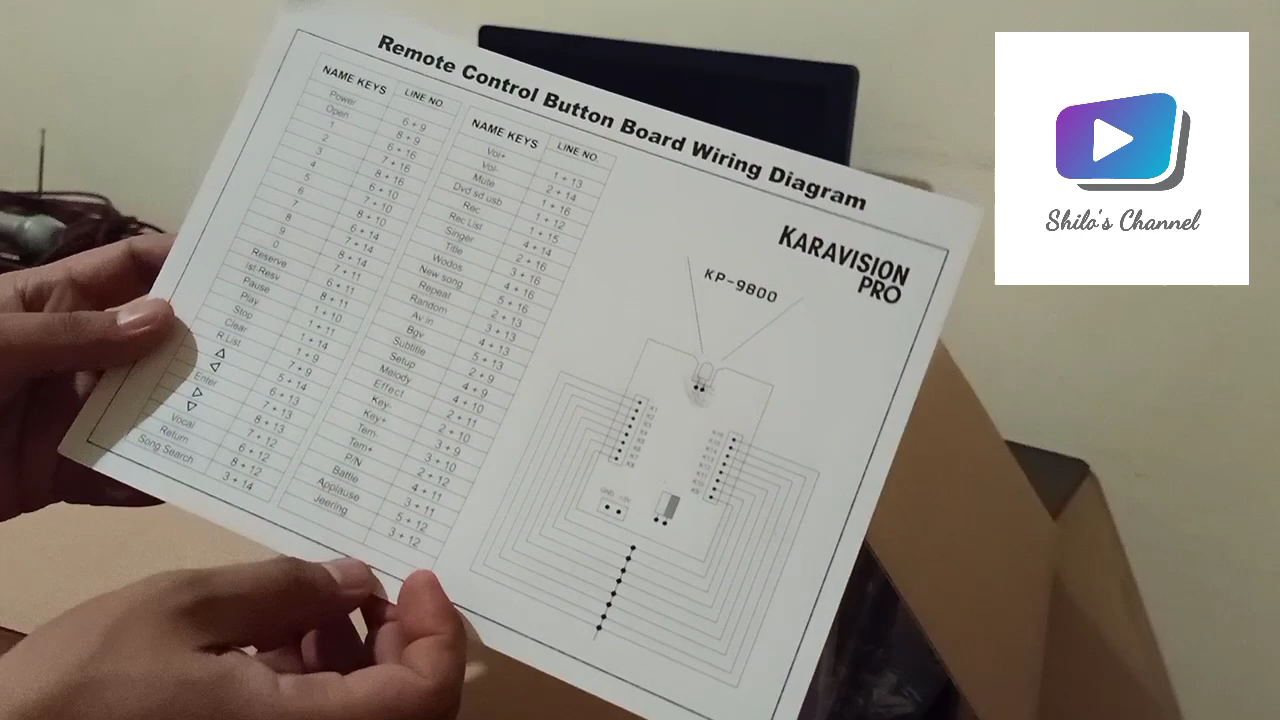 Remote Control Button Board Wiring Diagram
NAME KEYS LINE NO.
Power 6 + 9
Open 8 + 9
1 6 + 16
2 7 + 16
3 8 + 16
4 6 + 10
5 7 + 10
6 8 + 10
7 6 + 14
8 7 + 14
9 8 + 14
0 7 + 11
Reserve 6 + 11
ist Resv 8 + 11
Pause 1 + 10
Play 1 + 11
Stop 1 + 14
Clear 1 + 9
R.List 7 + 9
△ 5 + 14
◁ 6 + 13
Enter 7 + 13
▷ 8 + 13
▽ 7 + 12
Vocal 6 + 12
Return 8 + 12
Song Search 3 + 14
NAME KEYS LINE NO.
Vol+ 1 + 13
Vol- 2 + 14
Mute 1 + 16
Dvd sd usb 1 + 12
Rec 1 + 15
Rec List 4 + 14
Singer 2 + 16
Title 3 + 16
Wodos 4 + 16
New song 5 + 16
Repeat 2 + 13
Random 3 + 13
Av in 4 + 13
Bgv 5 + 13
Subtitle 2 + 9
Setup 4 + 9
Melody 4 + 10
Effect 2 + 11
Key- 2 + 10
Key+ 3 + 9
Tem- 3 + 10
Tem+ 2 + 12
P/N 4 + 11
Battle 3 + 11
Applause 5 + 12
Jeering 3 + 12
KARAVISION
PRO
KP-9800
K1
K2
K3
K4
K5
K6
K7
K8
GND
Shilo's Channel